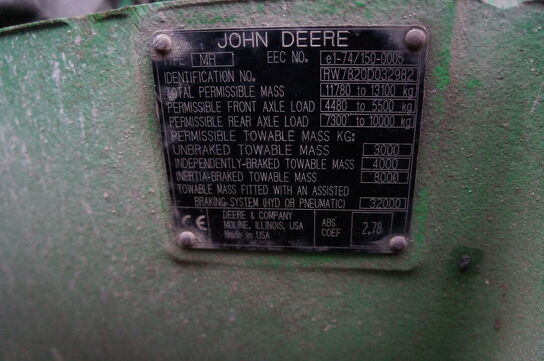 JOHN DEERE
TYPE MR EEC NO. e1-74/150-0005
IDENTIFICATION NO. RW7820D032982
TOTAL PERMISSIBLE MASS 11780 to 13100 kg
PERMISSIBLE FRONT AXLE LOAD 4480 to 5500 kg
PERMISSIBLE REAR AXLE LOAD 7300 to 10000 kg
PERMISSIBLE TOWABLE MASS KG:
UNBRAKED TOWABLE MASS 3000
INDEPENDENTLY-BRAKED TOWABLE MASS 4000
INERTIA-BRAKED TOWABLE MASS 8000
TOWABLE MASS FITTED WITH AN ASSISTED
BRAKING-SYSTEM (HYD OR PNEUMATIC) 32000
CE DEERE & COMPANY ABS 2,78
MOLINE, ILLINOIS, USA COEF
Made in USA